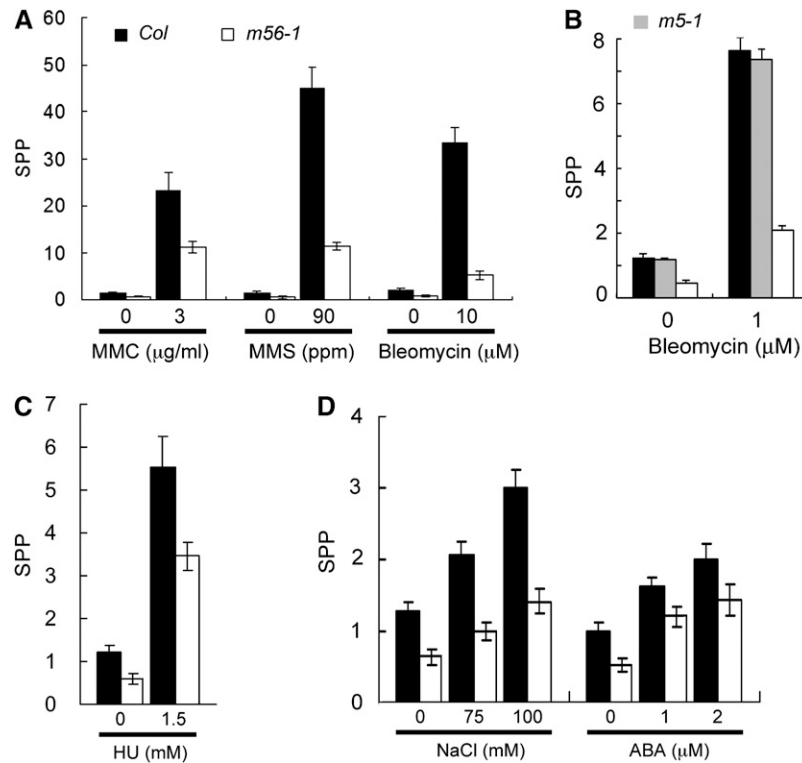 A
60
50
40
30
20
10
0
SPP
Col
m56-1
0 3
0 90
0 10
MMC (μg/ml)
MMS (ppm)
Bleomycin (μM)
B
m5-1
8
6
4
2
0
SPP
0 1
Bleomycin (μM)
C
7
6
5
4
3
2
1
0
SPP
0 1.5
HU (mM)
D
4
3
2
1
0
SPP
0 75 100
0 1 2
NaCl (mM)
ABA (μM)